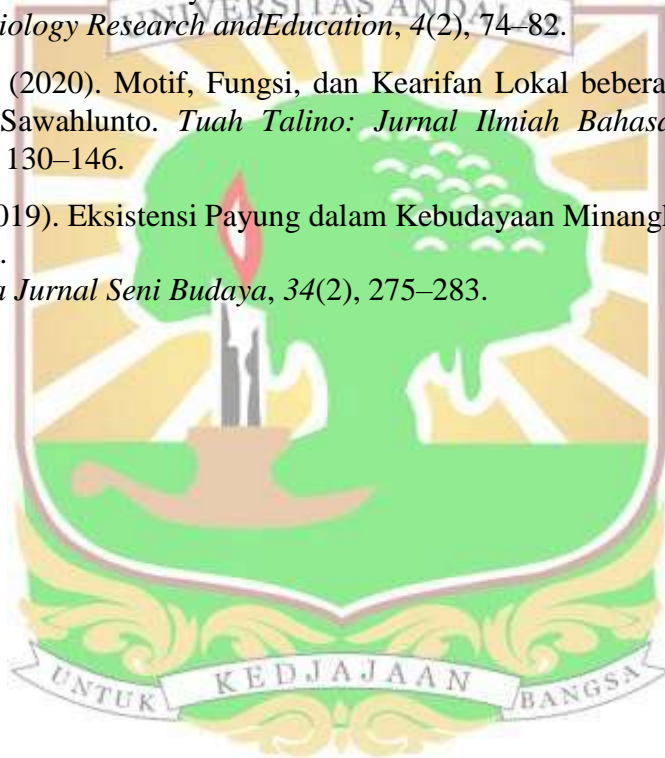 iology Research andEducation, 4(2), 74–82.
UNIVERSITAS ANDALA
(2020). Motif, Fungsi, dan Kearifan Lokal bebera
Sawahlunto. Tuah Talino: Jurnal Ilmiah Bahasa
130–146.
019). Eksistensi Payung dalam Kebudayaan Minangk
.
a Jurnal Seni Budaya, 34(2), 275–283.
UNTUK KEDJAJAAN BANGSA